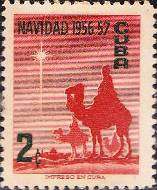 NAVIDAD 1956-57
CUBA
2¢
IMPRESO EN CUBA